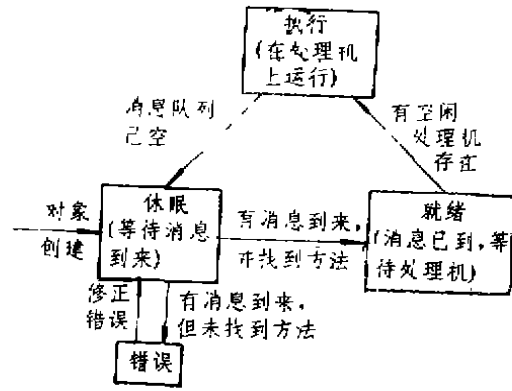 执行
(在处理机
上运行)
消息队列
已空
有空闲
处理机
存在
对象
创建
休眠
(等待消息
到来)
有消息到来,
并找到方法
就绪
(消息已到,等
待处理机)
修正
错误
有消息到来,
但未找到方法
错误